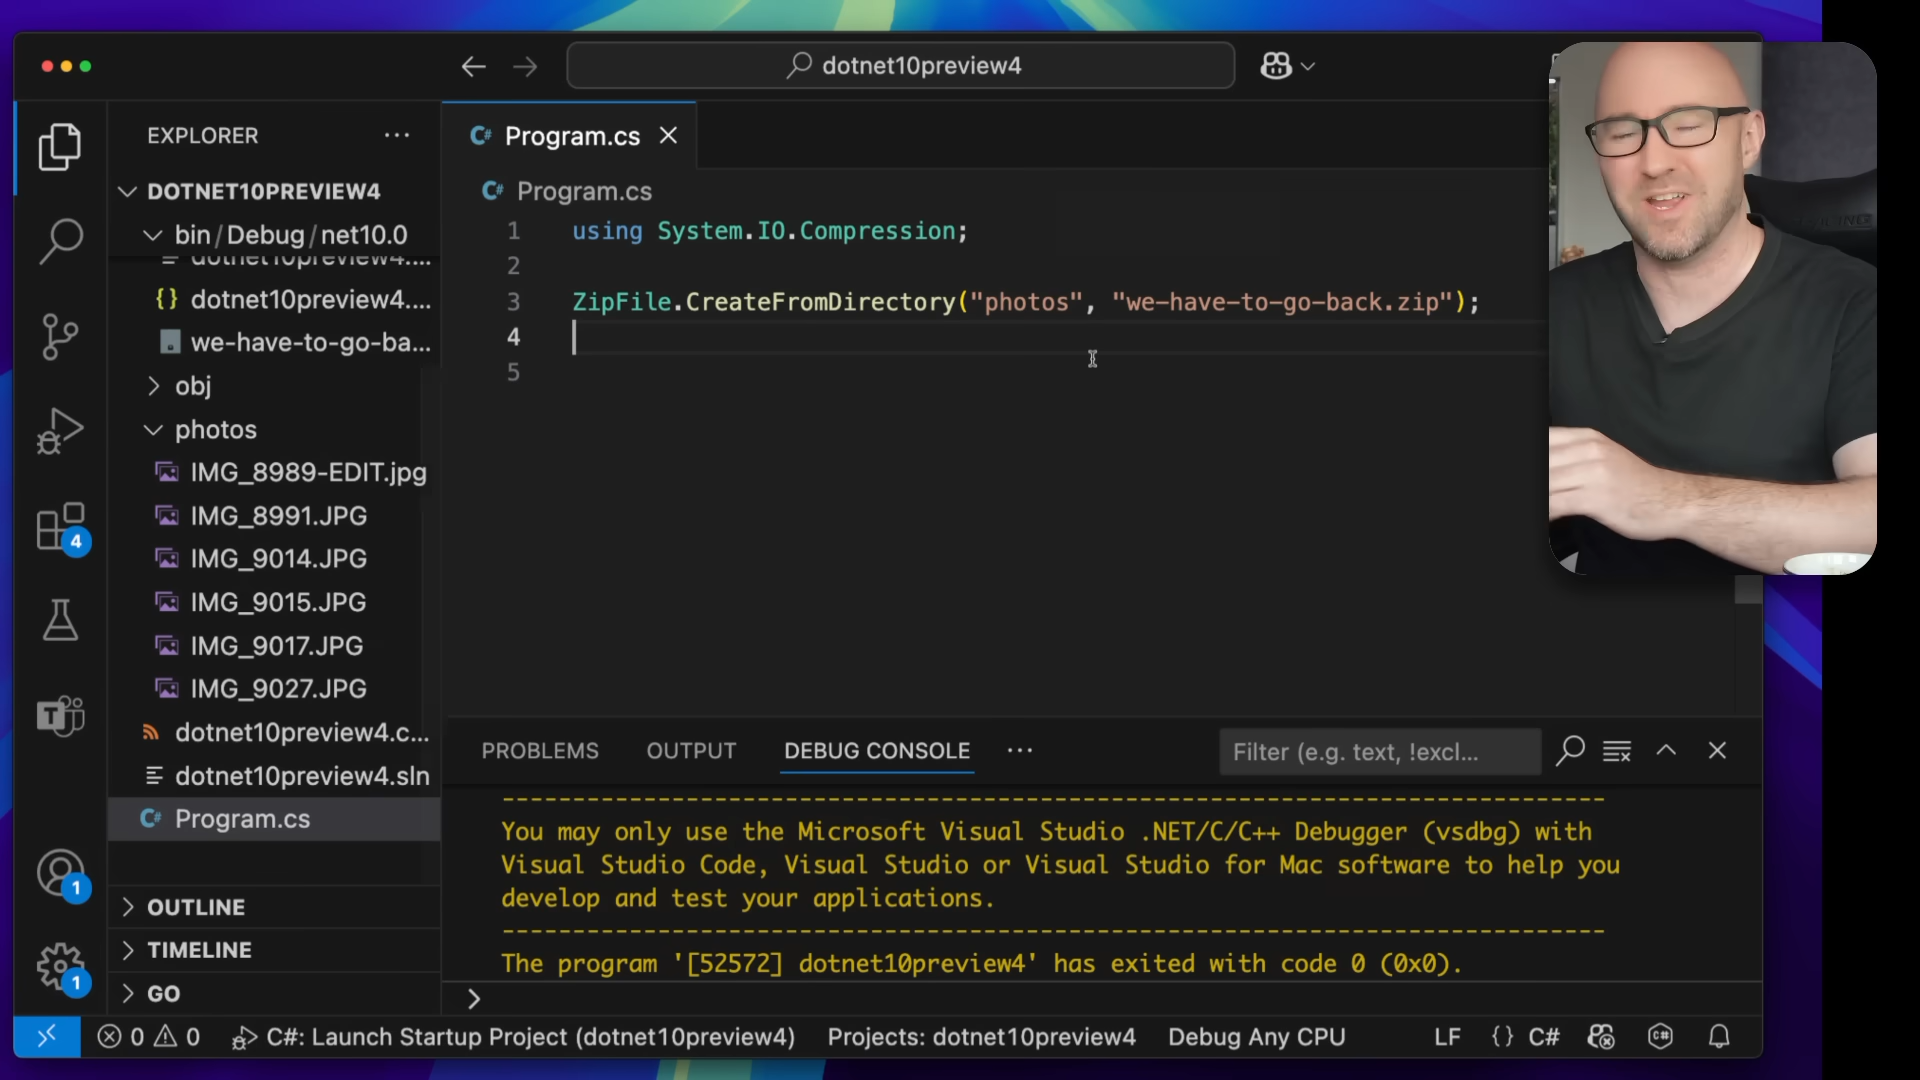 dotnet10preview4
EXPLORER
DOTNET10PREVIEW4
bin/Debug/net10.0
dotnet10preview4....
dotnet10preview4....
we-have-to-go-ba...
obj
photos
IMG_8989-EDIT.jpg
IMG_8991.JPG
IMG_9014.JPG
IMG_9015.JPG
IMG_9017.JPG
IMG_9027.JPG
dotnet10preview4.c...
dotnet10preview4.sln
Program.cs
OUTLINE
TIMELINE
GO
4
1
1
Program.cs
Program.cs
1 using System.IO.Compression;
2
3 ZipFile.CreateFromDirectory("photos", "we-have-to-go-back.zip");
4
5
PROBLEMS OUTPUT DEBUG CONSOLE ··· Filter (e.g. text, !excl...
You may only use the Microsoft Visual Studio .NET/C/C++ Debugger (vsdbg) with
Visual Studio Code, Visual Studio or Visual Studio for Mac software to help you
develop and test your applications.
The program '[52572] dotnet10preview4' has exited with code 0 (0x0).
0 0 C#: Launch Startup Project (dotnet10preview4) Projects: dotnet10preview4 Debug Any CPU LF {} C#